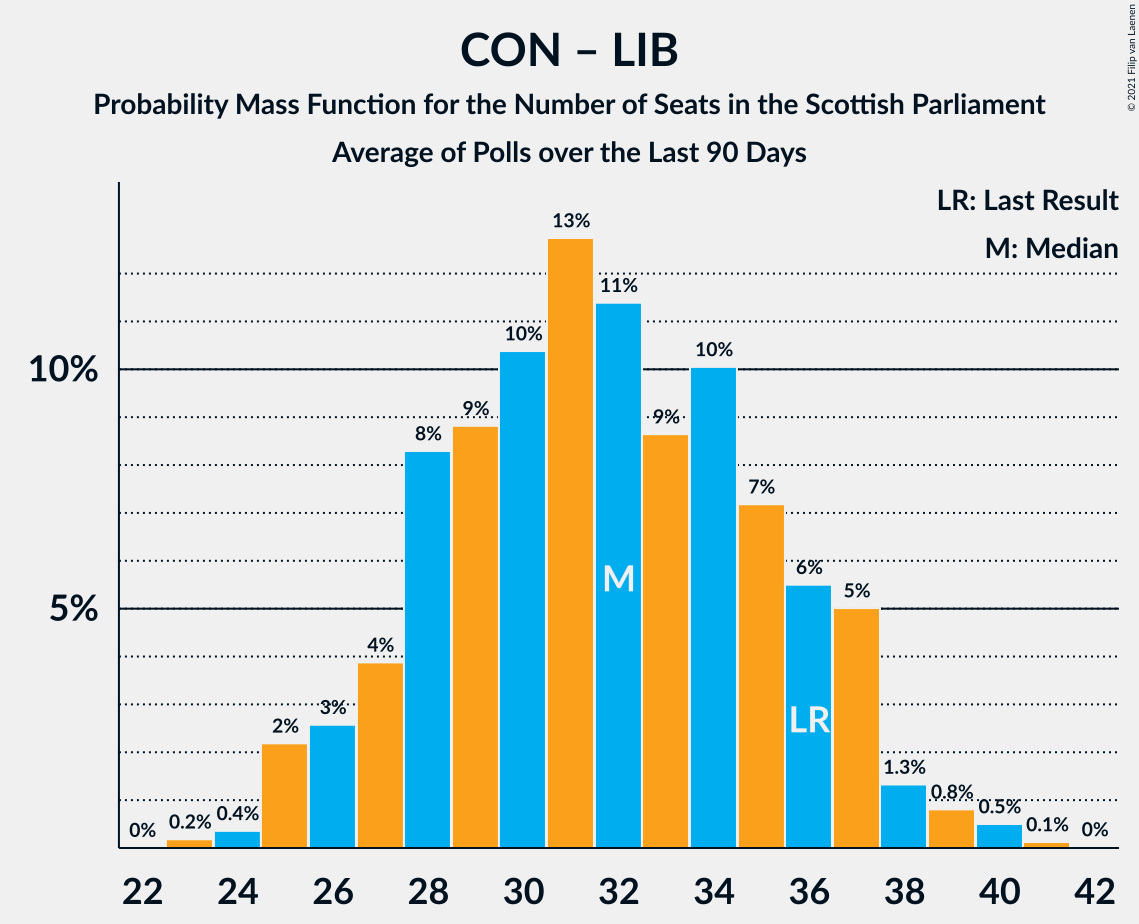 CON – LIB
Probability Mass Function for the Number of Seats in the Scottish Parliament
Average of Polls over the Last 90 Days
© 2021 Filip van Laenen
LR: Last Result
M: Median
10%
5%
0%
0.2%
0.4%
2%
3%
4%
8%
9%
10%
13%
11%
9%
10%
7%
6%
5%
1.3%
0.8%
0.5%
0.1%
0%
M
LR
22 24 26 28 30 32 34 36 38 40 42